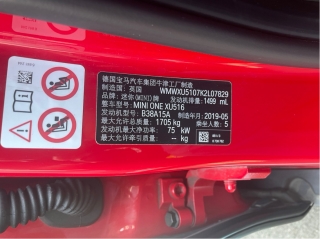 德国宝马汽车集团牛津工厂制造
制造国：英国 WMWXU5107K2L07829
品牌：迷你(MINI)牌 发动机排量：1499 mL
整车型号：MINI ONE XU516
发动机型号：B38A15A 制造年月：2019-05
最大允许总质量：1705 kg 乘坐人数：5
发动机最大净功率：75 kW
最大允许牵引质量：-- kg